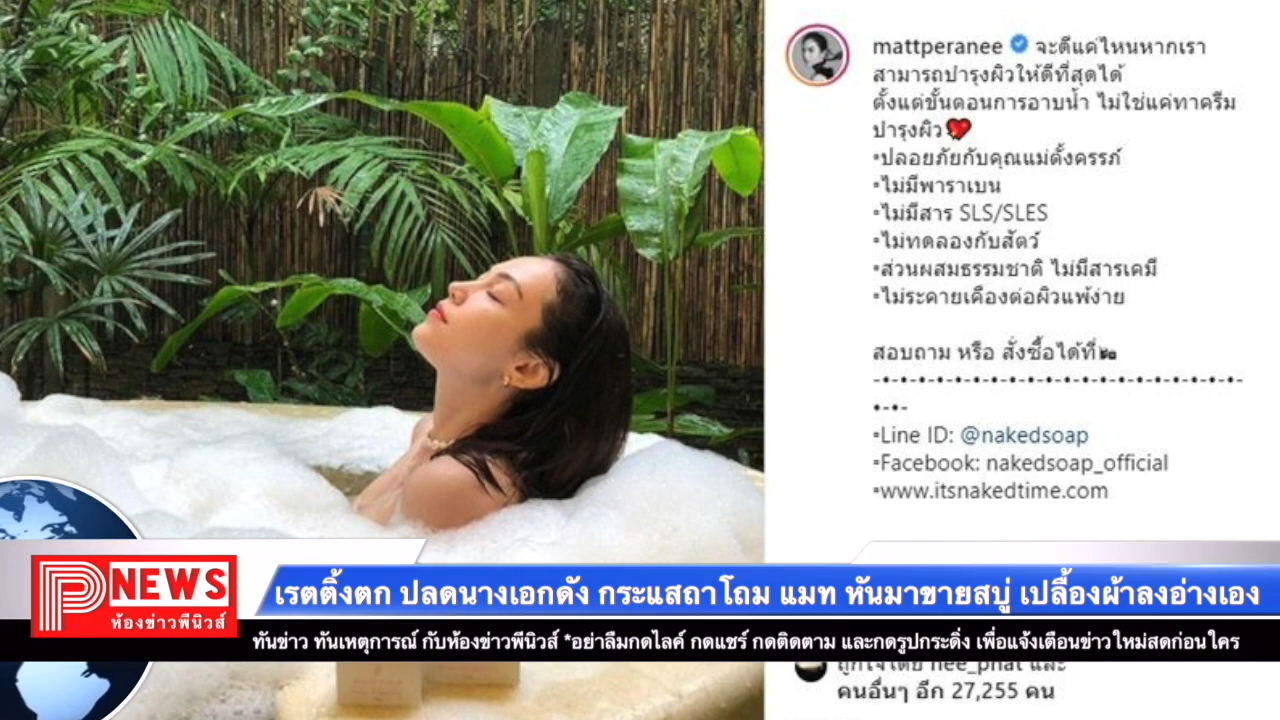 mattperanee จะดีแค่ไหนหากเรา
สามารถบำรุงผิวให้ดีที่สุดได้
ตั้งแต่ขั้นตอนการอาบน้ำ ไม่ใช่แค่ทาครีม
บำรุงผิว
▫ปลอยภัยกับคุณแม่ตั้งครรภ์
▫ไม่มีพาราเบน
▫ไม่มีสาร SLS/SLES
▫ไม่ทดลองกับสัตว์
▫ส่วนผสมธรรมชาติ ไม่มีสารเคมี
▫ไม่ระคายเคืองต่อผิวแพ้ง่าย
สอบถาม หรือ สั่งซื้อได้ที่
-•-•-•-•-•-•-•-•-•-•-•-•-•-•-•-•-•-•-•-•-
•-•-
▫Line ID: @nakedsoap
▫Facebook: nakedsoap_official
▫www.itsnakedtime.com
P NEWS
ห้องข่าวพีนิวส์
เรตติ้งตก ปลดนางเอกดัง กระแสถาโถม แมท หันมาขายสบู่ เปลื้องผ้าลงอ่างเอง
ทันข่าว ทันเหตุการณ์ กับห้องข่าวพีนิวส์ *อย่าลืมกดไลค์ กดแชร์ กดติดตาม และกดรูปกระดิ่ง เพื่อแจ้งเตือนข่าวใหม่สดก่อนใคร
ถูกใจโดย nee_phat และ
คนอื่นๆ อีก 27,255 คน